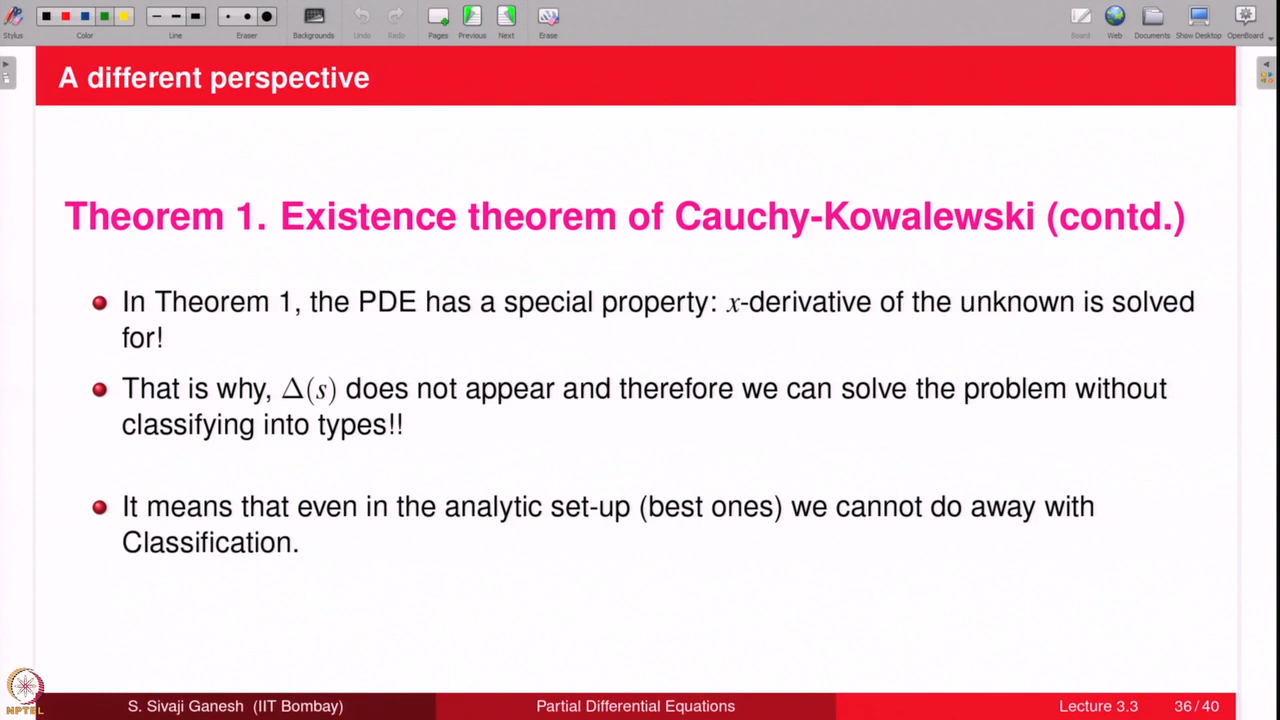 Stylus
Color
Line
Eraser
Backgrounds
Undo
Redo
Pages
Previous
Next
Erase
Board
Web
Documents
Show Desktop
OpenBoard
A different perspective
Theorem 1. Existence theorem of Cauchy-Kowalewski (contd.)
In Theorem 1, the PDE has a special property: x-derivative of the unknown is solved
for!
That is why, Δ(s) does not appear and therefore we can solve the problem without
classifying into types!!
It means that even in the analytic set-up (best ones) we cannot do away with
Classification.
NPTEL
S. Sivaji Ganesh (IIT Bombay)
Partial Differential Equations
Lecture 3.3
36 / 40